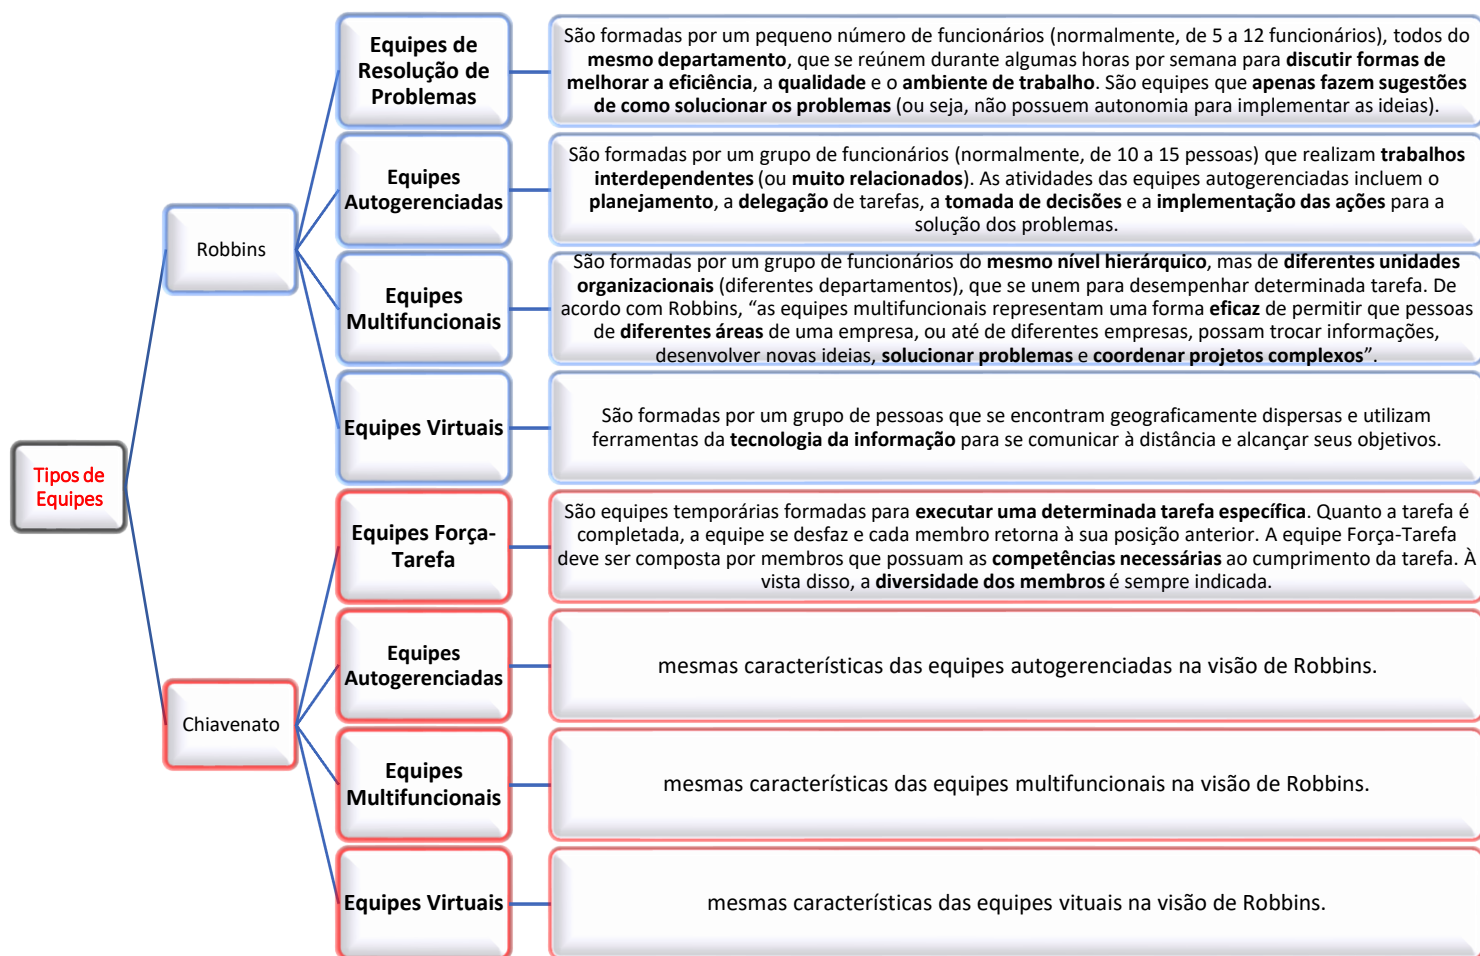 Tipos de
Equipes
Robbins
Equipes de
Resolução de
Problemas
São formadas por um pequeno número de funcionários (normalmente, de 5 a 12 funcionários), todos do
mesmo departamento, que se reúnem durante algumas horas por semana para discutir formas de
melhorar a eficiência, a qualidade e o ambiente de trabalho. São equipes que apenas fazem sugestões
de como solucionar os problemas (ou seja, não possuem autonomia para implementar as ideias).
Equipes
Autogerenciadas
São formadas por um grupo de funcionários (normalmente, de 10 a 15 pessoas) que realizam trabalhos
interdependentes (ou muito relacionados). As atividades das equipes autogerenciadas incluem o
planejamento, a delegação de tarefas, a tomada de decisões e a implementação das ações para a
solução dos problemas.
Equipes
Multifuncionais
São formadas por um grupo de funcionários do mesmo nível hierárquico, mas de diferentes unidades
organizacionais (diferentes departamentos), que se unem para desempenhar determinada tarefa. De
acordo com Robbins, “as equipes multifuncionais representam uma forma eficaz de permitir que pessoas
de diferentes áreas de uma empresa, ou até de diferentes empresas, possam trocar informações,
desenvolver novas ideias, solucionar problemas e coordenar projetos complexos”.
Equipes Virtuais
São formadas por um grupo de pessoas que se encontram geograficamente dispersas e utilizam
ferramentas da tecnologia da informação para se comunicar à distância e alcançar seus objetivos.
Chiavenato
Equipes Força-
Tarefa
São equipes temporárias formadas para executar uma determinada tarefa específica. Quanto a tarefa é
completada, a equipe se desfaz e cada membro retorna à sua posição anterior. A equipe Força-Tarefa
deve ser composta por membros que possuam as competências necessárias ao cumprimento da tarefa. À
vista disso, a diversidade dos membros é sempre indicada.
Equipes
Autogerenciadas
mesmas características das equipes autogerenciadas na visão de Robbins.
Equipes
Multifuncionais
mesmas características das equipes multifuncionais na visão de Robbins.
Equipes Virtuais
mesmas características das equipes vituais na visão de Robbins.